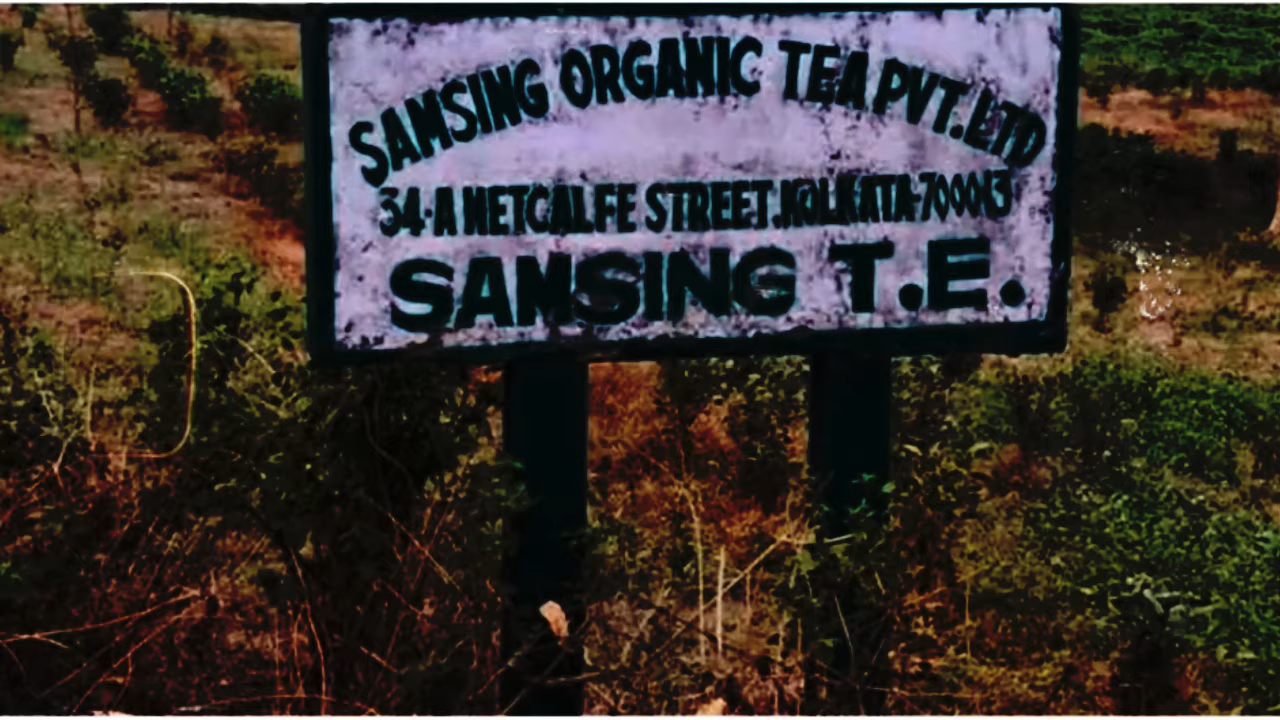 SAMSING ORGANIC TEA PVT. LTD
34-A METCALFE STREET. KOLKATA-700013
SAMSING T.E.